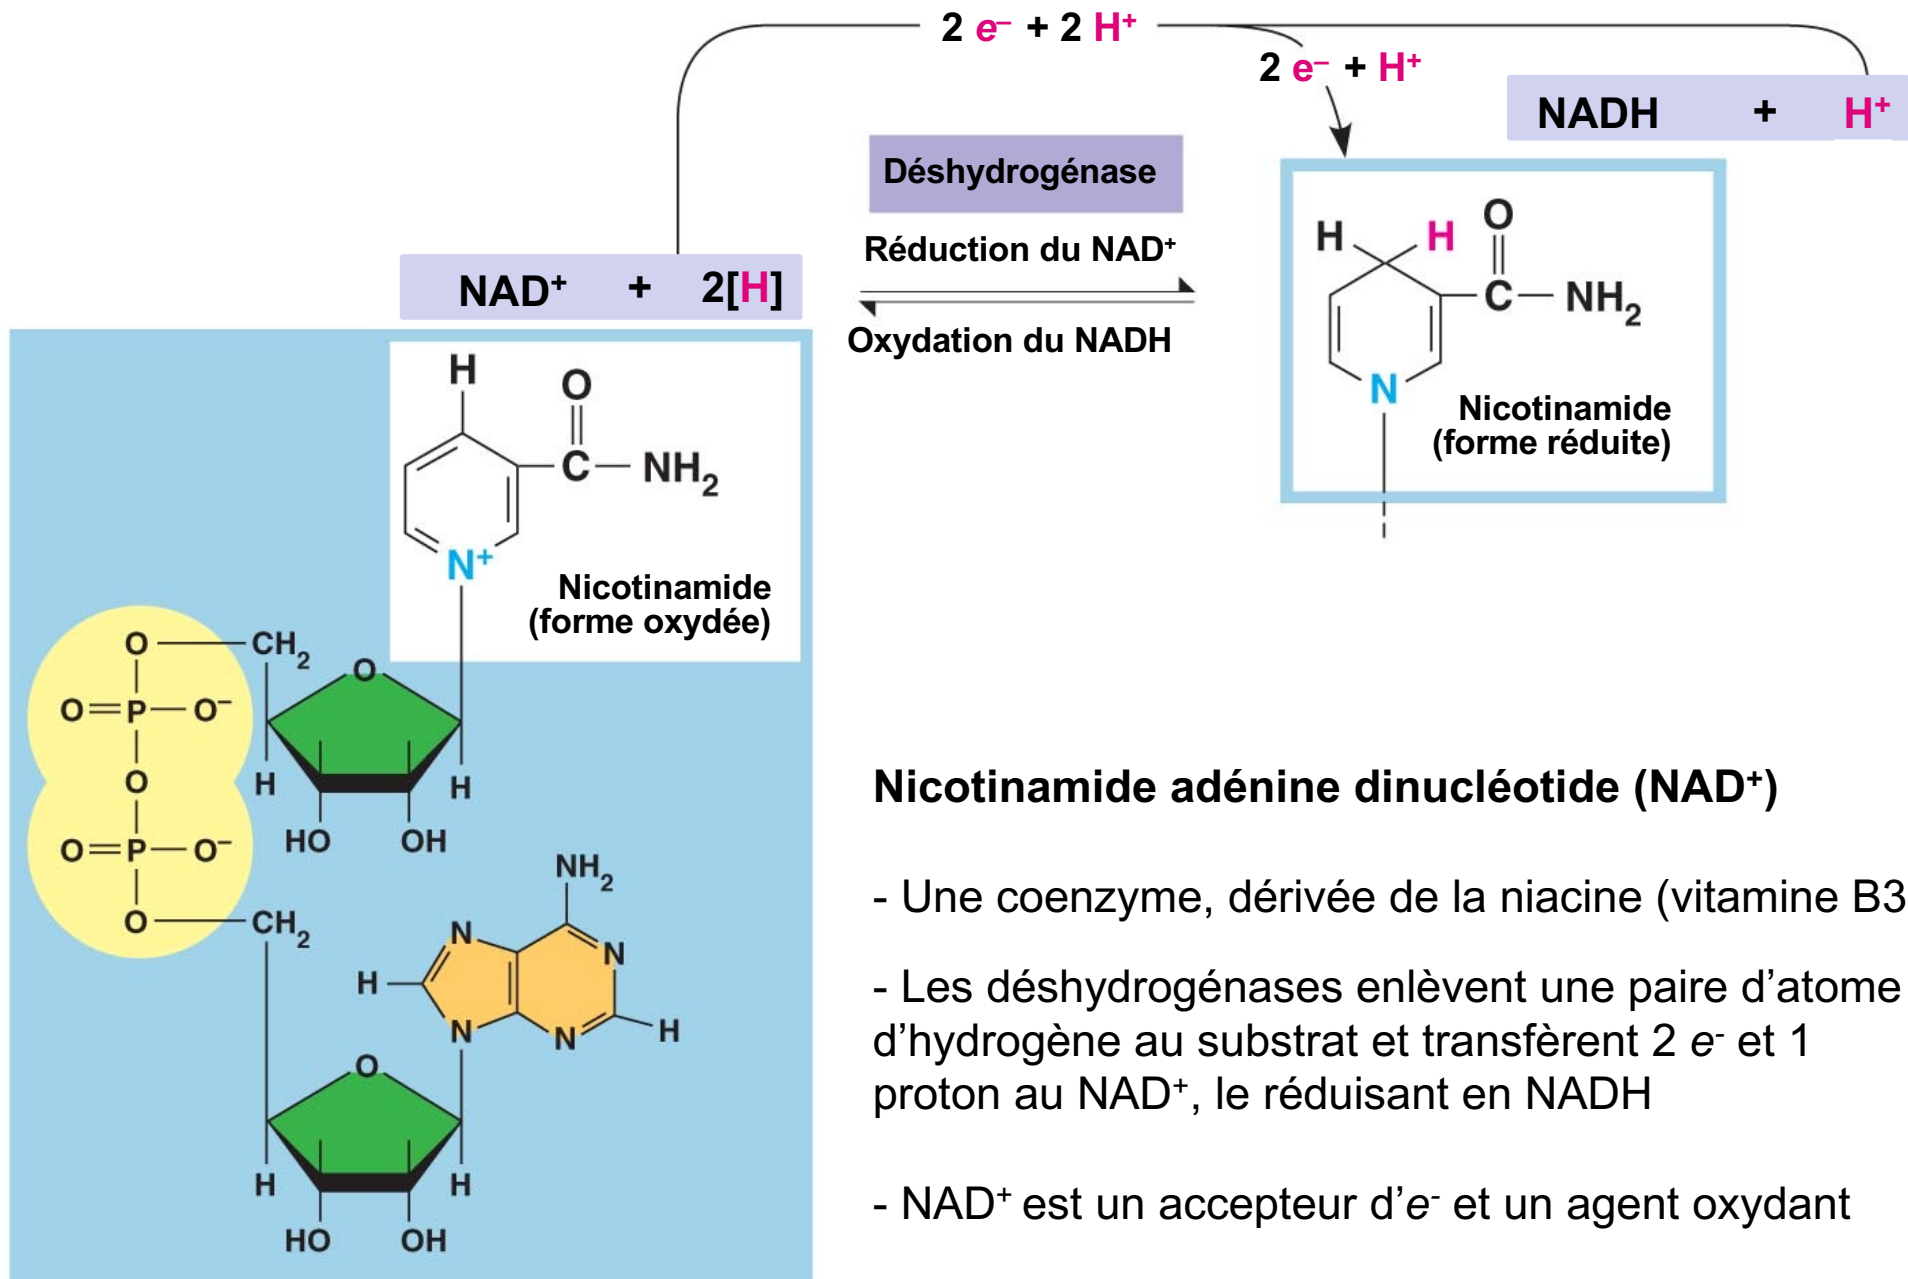 2 e⁻ + 2 H⁺
2 e⁻ + H⁺
NADH + H⁺
Déshydrogénase
Réduction du NAD⁺
Oxydation du NADH
NAD⁺ + 2[H]
H
O
C
NH₂
N⁺
Nicotinamide
(forme oxydée)
H
H
O
C
NH₂
N
Nicotinamide
(forme réduite)
O
CH₂
O
O=P—O⁻
O
H
H
HO
OH
O=P—O⁻
O
CH₂
NH₂
N
N
H
N
N
H
O
H
H
HO
OH
Nicotinamide adénine dinucléotide (NAD⁺)
- Une coenzyme, dérivée de la niacine (vitamine B3
- Les déshydrogénases enlèvent une paire d’atome
d’hydrogène au substrat et transfèrent 2 e⁻ et 1
proton au NAD⁺, le réduisant en NADH
- NAD⁺ est un accepteur d’e⁻ et un agent oxydant